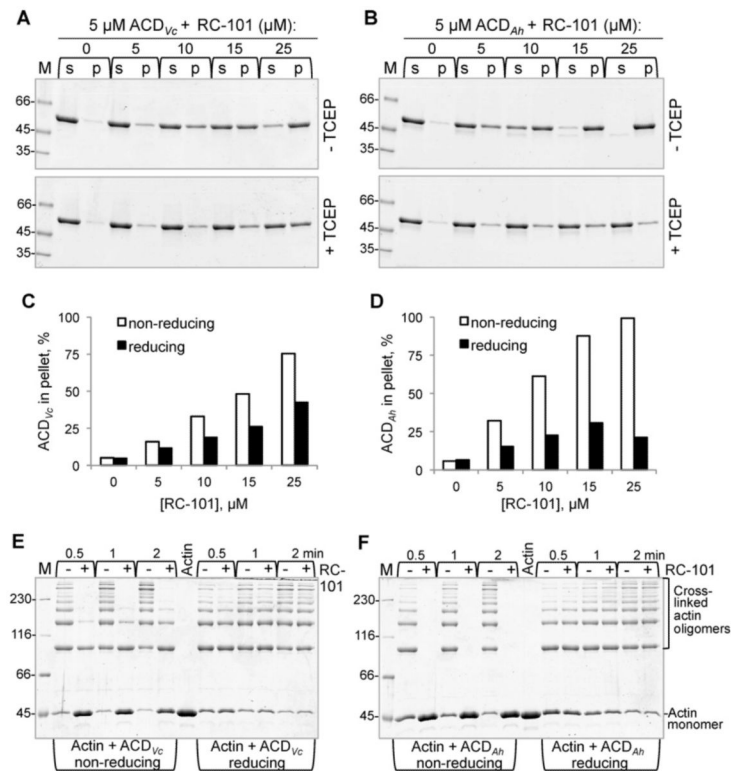 A
5 µM ACDVc + RC-101 (µM):
0 5 10 15 25
M s p s p s p s p s p
66-
45-
35-
- TCEP
66-
45-
35-
+ TCEP
B
5 µM ACDAh + RC-101 (µM):
0 5 10 15 25
M s p s p s p s p s p
66-
45-
35-
- TCEP
66-
45-
35-
+ TCEP
C
ACDVc in pellet, %
100
75
50
25
0
non-reducing
reducing
0 5 10 15 25
[RC-101], µM
D
ACDAh in pellet, %
100
75
50
25
0
non-reducing
reducing
0 5 10 15 25
[RC-101], µM
E
0.5 1 2 Actin 0.5 1 2 min
M - + - + - + - + - + - + RC-
101
230-
116-
66-
45-
Actin + ACDVc
non-reducing
Actin + ACDVc
reducing
F
0.5 1 2 Actin 0.5 1 2 min
M - + - + - + - + - + - + RC-101
230-
116-
66-
45-
Cross-
linked
actin
oligomers
-Actin
monomer
Actin + ACDAh
non-reducing
Actin + ACDAh
reducing